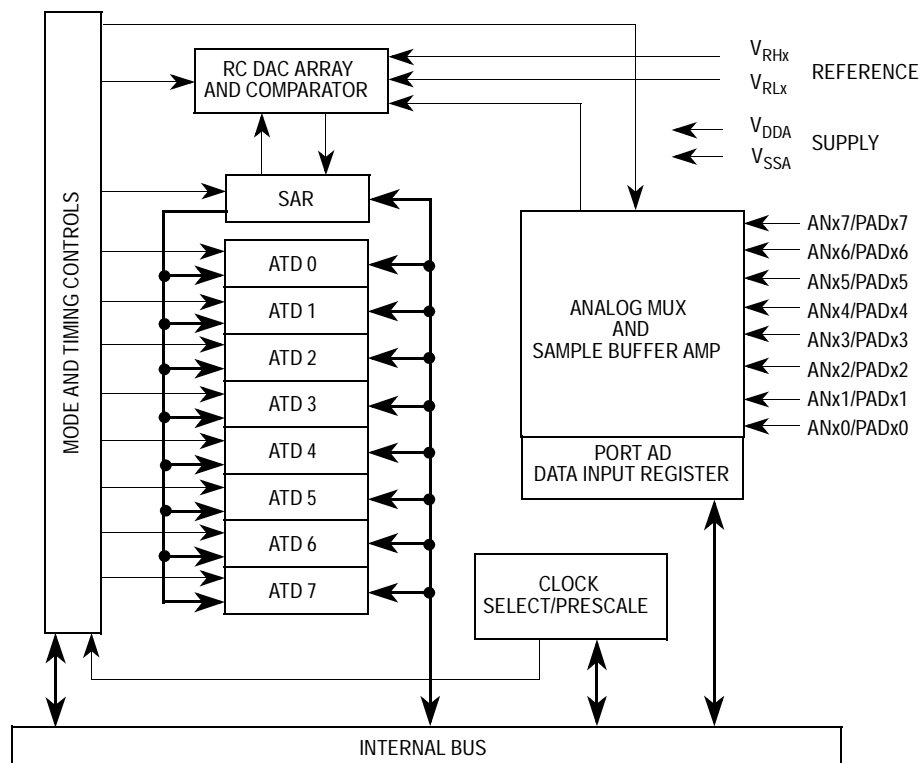 RC DAC ARRAY
AND COMPARATOR
V_RHx
V_RLx
REFERENCE
V_DDA
V_SSA
SUPPLY
MODE AND TIMING CONTROLS
SAR
ATD 0
ATD 1
ATD 2
ATD 3
ATD 4
ATD 5
ATD 6
ATD 7
ANALOG MUX
AND
SAMPLE BUFFER AMP
ANx7/PADx7
ANx6/PADx6
ANx5/PADx5
ANx4/PADx4
ANx3/PADx3
ANx2/PADx2
ANx1/PADx1
ANx0/PADx0
PORT AD
DATA INPUT REGISTER
CLOCK
SELECT/PRESCALE
INTERNAL BUS